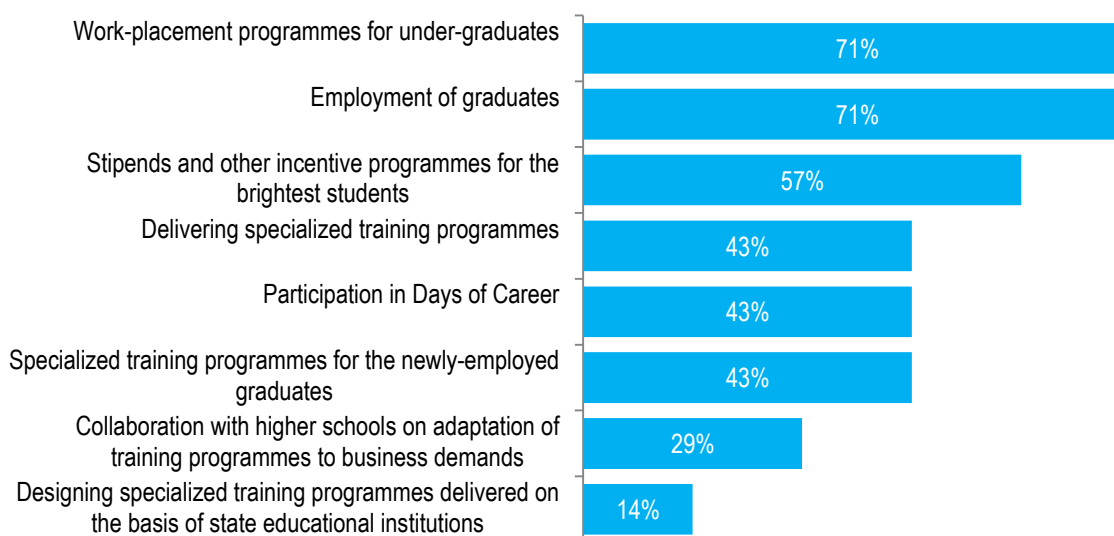 Work-placement programmes for under-graduates
71%
Employment of graduates
71%
Stipends and other incentive programmes for the
brightest students
57%
Delivering specialized training programmes
43%
Participation in Days of Career
43%
Specialized training programmes for the newly-employed
graduates
43%
Collaboration with higher schools on adaptation of
training programmes to business demands
29%
Designing specialized training programmes delivered on
the basis of state educational institutions
14%